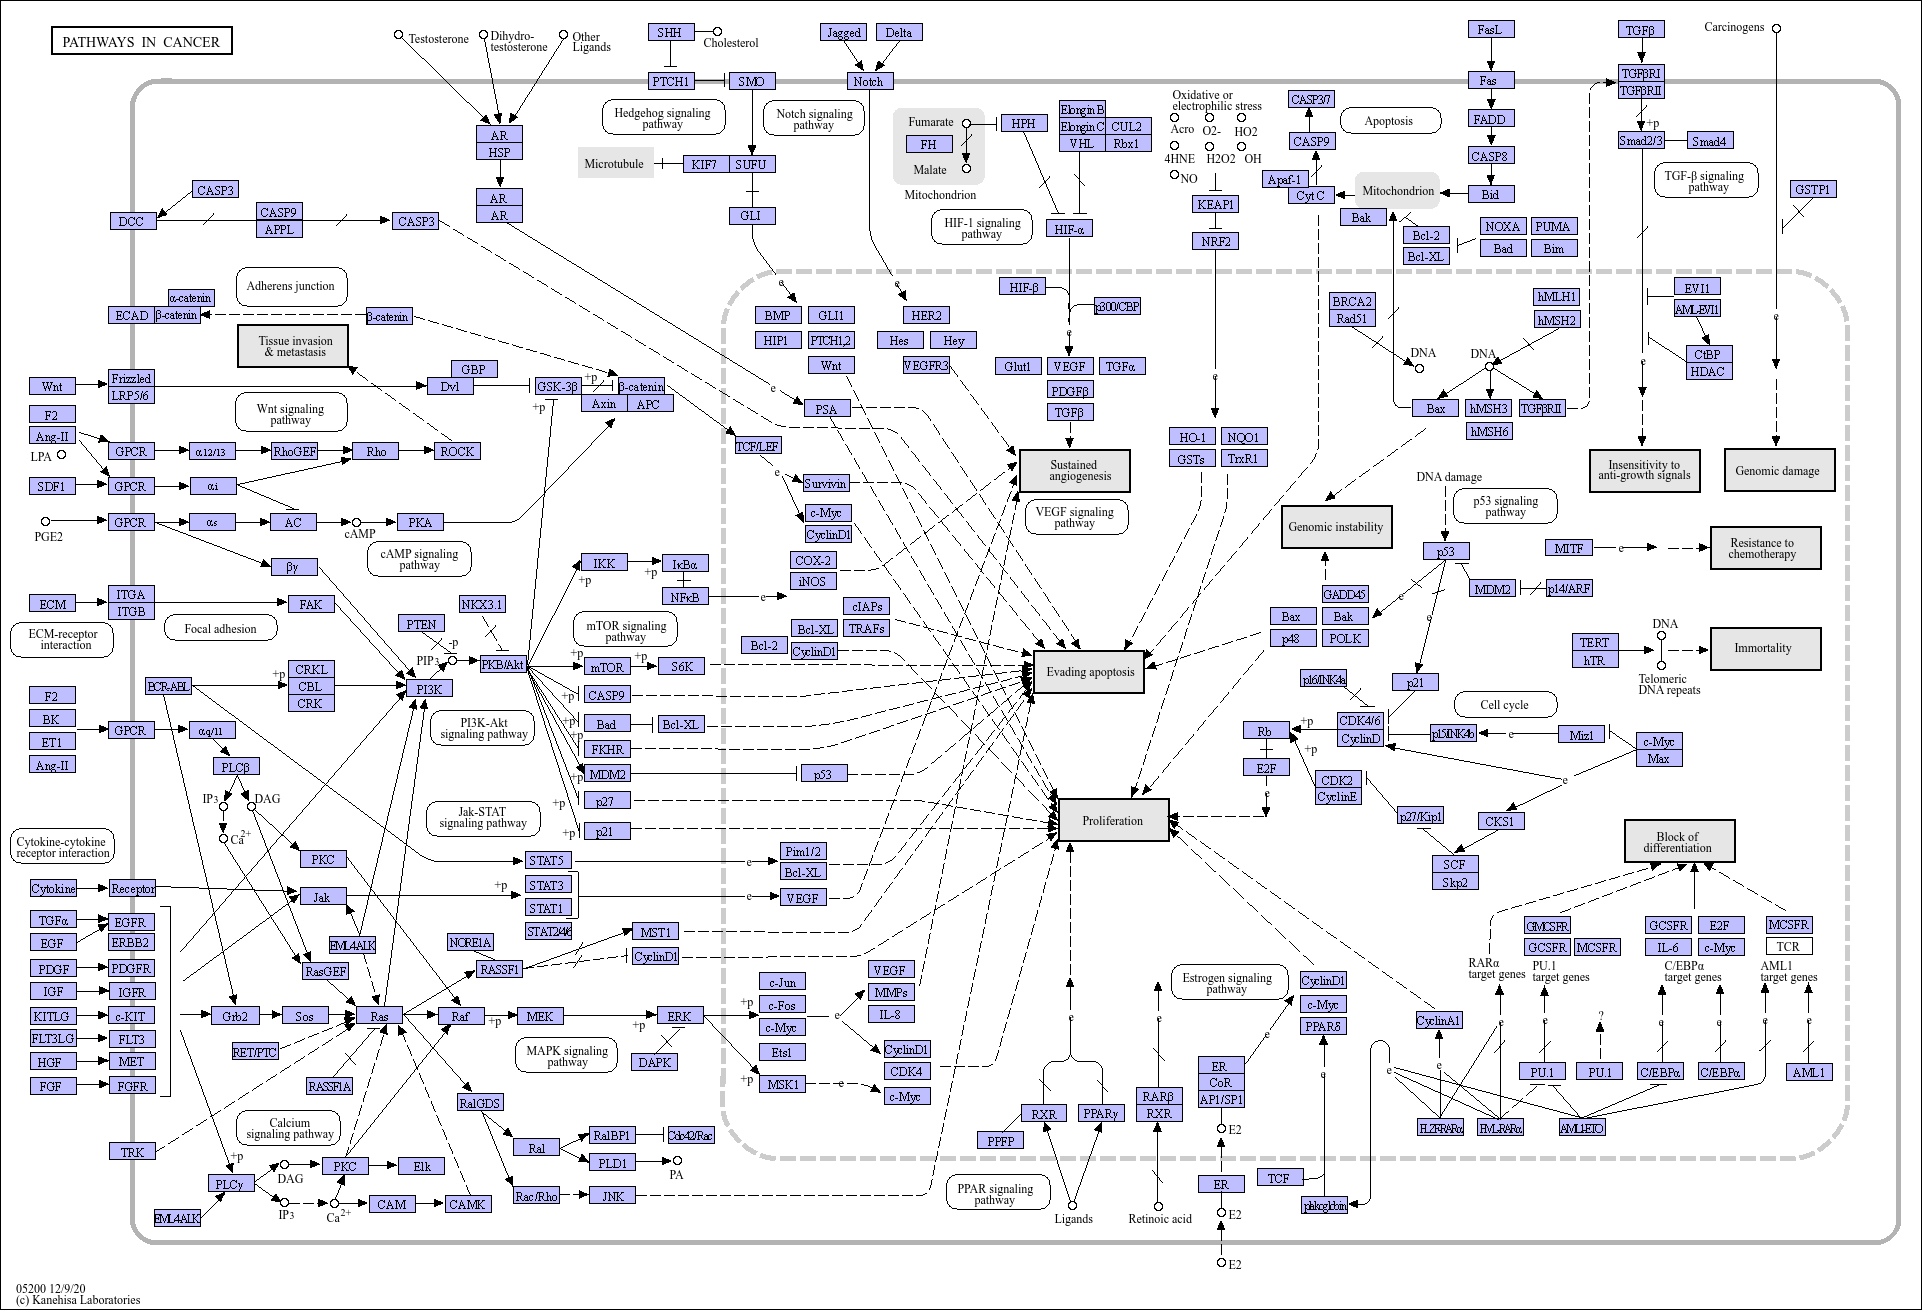 PATHWAYS IN CANCER
Testosterone
Dihydro-
testosterone
Other
Ligands
SHH
Cholesterol
Jagged
Delta
FasL
TGFβ
Carcinogens
PTCH1
SMO
Notch
Fas
TGFβRI
TGFβRII
Hedgehog signaling
pathway
Notch signaling
pathway
Oxidative or
electrophilic stress
Acro
O2-
HO2
4HNE
H2O2
OH
NO
CASP3/7
CASP9
Apoptosis
FADD
CASP8
Bid
+p
Smad2/3
Smad4
TGF-β signaling
pathway
GSTP1
AR
HSP
AR
AR
Microtubule
KIF7
SUFU
GLI
Fumarate
FH
Malate
Mitochondrion
HPH
Elongin B
Elongin C
CUL2
VHL
Rbx1
HIF-1 signaling
pathway
HIF-α
KEAP1
NRF2
Apaf-1
Cyt C
Mitochondrion
Bak
Bcl-2
Bcl-XL
NOXA
PUMA
Bad
Bim
CASP3
DCC
CASP9
APPL
CASP3
Adherens junction
α-catenin
ECAD
β-catenin
β-catenin
Tissue invasion
& metastasis
e
BMP
GLI1
HIP1
PTCH1,2
Wnt
e
HER2
Hes
Hey
VEGFR3
HIF-β
p300/CBP
e
Glut1
VEGF
TGFα
PDGFβ
TGFβ
BRCA2
Rad51
DNA
hMLH1
hMSH2
DNA
Bax
hMSH3
TGFβRII
hMSH6
EVI1
AML-EVI1
CtBP
HDAC
e
e
Wnt
Frizzled
LRP5/6
GBP
Dvl
GSK-3β
+p
β-catenin
Axin
APC
+p
Wnt signaling
pathway
e
PSA
TCF/LEF
e
Survivin
c-Myc
CyclinD1
COX-2
iNOS
Sustained
angiogenesis
VEGF signaling
pathway
e
HO-1
NQO1
GSTs
TrxR1
Insensitivity to
anti-growth signals
Genomic damage
F2
Ang-II
LPA
GPCR
α12/13
RhoGEF
Rho
ROCK
SDF1
GPCR
αi
PGE2
GPCR
αs
AC
cAMP
PKA
cAMP signaling
pathway
βγ
DNA damage
p53 signaling
pathway
p53
Genomic instability
MITF
e
Resistance to
chemotherapy
MDM2
p14/ARF
GADD45
Bax
Bak
p48
POLK
e
e
p21
IKK
+p
+p
IκBα
NFκB
e
cIAPs
Bcl-XL
TRAFs
Bcl-2
CyclinD1
mTOR signaling
pathway
ECM
ITGA
ITGB
FAK
ECM-receptor
interaction
Focal adhesion
NKX3.1
PTEN
-p
PIP3
PKB/Akt
PI3K
PI3K-Akt
signaling pathway
+p
mTOR
+p
S6K
+p
CASP9
+p
Bad
Bcl-XL
+p
FKHR
+p
MDM2
p53
+p
p27
+p
p21
Evading apoptosis
Proliferation
TERT
hTR
DNA
Telomeric
DNA repeats
Immortality
BCR-ABL
+p
CRKL
CBL
CRK
p16/INK4a
CDK4/6
CyclinD
Cell cycle
p15/INK4b
e
Miz1
c-Myc
Max
Rb
+p
+p
E2F
e
CDK2
CyclinE
e
p27/Kip1
CKS1
SCF
Skp2
F2
BK
ET1
Ang-II
GPCR
αq/11
PLCβ
IP3
DAG
Ca2+
Jak-STAT
signaling pathway
Cytokine-cytokine
receptor interaction
Block of
differentiation
PKC
Cytokine
Receptor
Jak
+p
STAT5
STAT3
STAT1
STAT2/4/6
e
e
Pim1/2
Bcl-XL
VEGF
TGFα
EGFR
EGF
ERBB2
PDGF
PDGFR
IGF
IGFR
KITLG
c-KIT
FLT3LG
FLT3
HGF
MET
FGF
FGFR
EML4-ALK
RasGEF
NORE1A
RASSF1
MST1
CyclinD1
Grb2
Sos
Ras
Raf
+p
MEK
+p
ERK
MAPK signaling
pathway
DAPK
RET/PTC
RASSF1A
+p
c-Jun
c-Fos
c-Myc
Ets1
e
VEGF
MMPs
IL-8
CyclinD1
CDK4
+p
MSK1
e
c-Myc
Estrogen signaling
pathway
CyclinD1
c-Myc
PPARδ
CyclinA1
GMCSFR
GCSFR
MCSFR
GCSFR
E2F
IL-6
c-Myc
MCSFR
TCR
RARα
target genes
PU.1
target genes
C/EBPα
target genes
AML1
target genes
e
e
e
e
e
e
e
?
PU.1
PU.1
C/EBPα
C/EBPα
AML1
e
e
e
e
e
e
ER
CoR
AP1/SP1
RARβ
RXR
RXR
PPARγ
PPFP
PLZF-RARα
PML-RARα
AML1-ETO
Calcium
signaling pathway
RalGDS
Ral
RalBP1
Cdc42/Rac
PLD1
PA
Rac/Rho
JNK
TRK
+p
PLCγ
DAG
IP3
Ca2+
PKC
Elk
CAM
CAMK
EML4-ALK
PPAR signaling
pathway
Ligands
Retinoic acid
E2
ER
E2
E2
TCF
plakoglobin
05200 12/9/20
(c) Kanehisa Laboratories